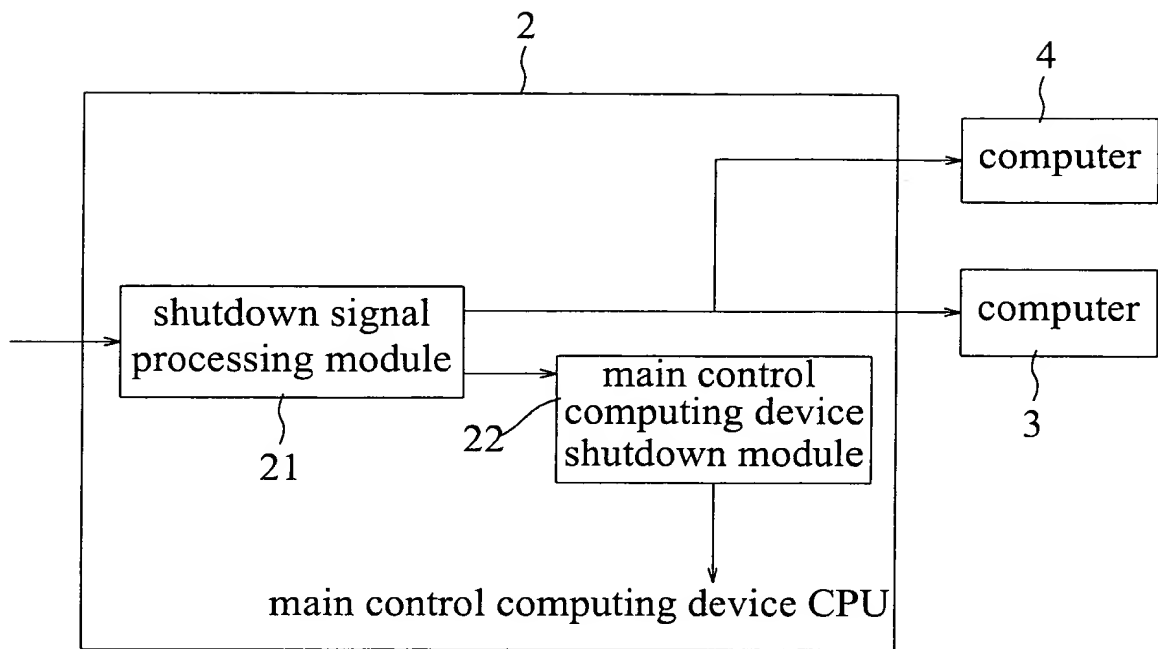 2
4
computer
computer
3
shutdown signal
processing module
21
main control
computing device
shutdown module
22
main control computing device CPU